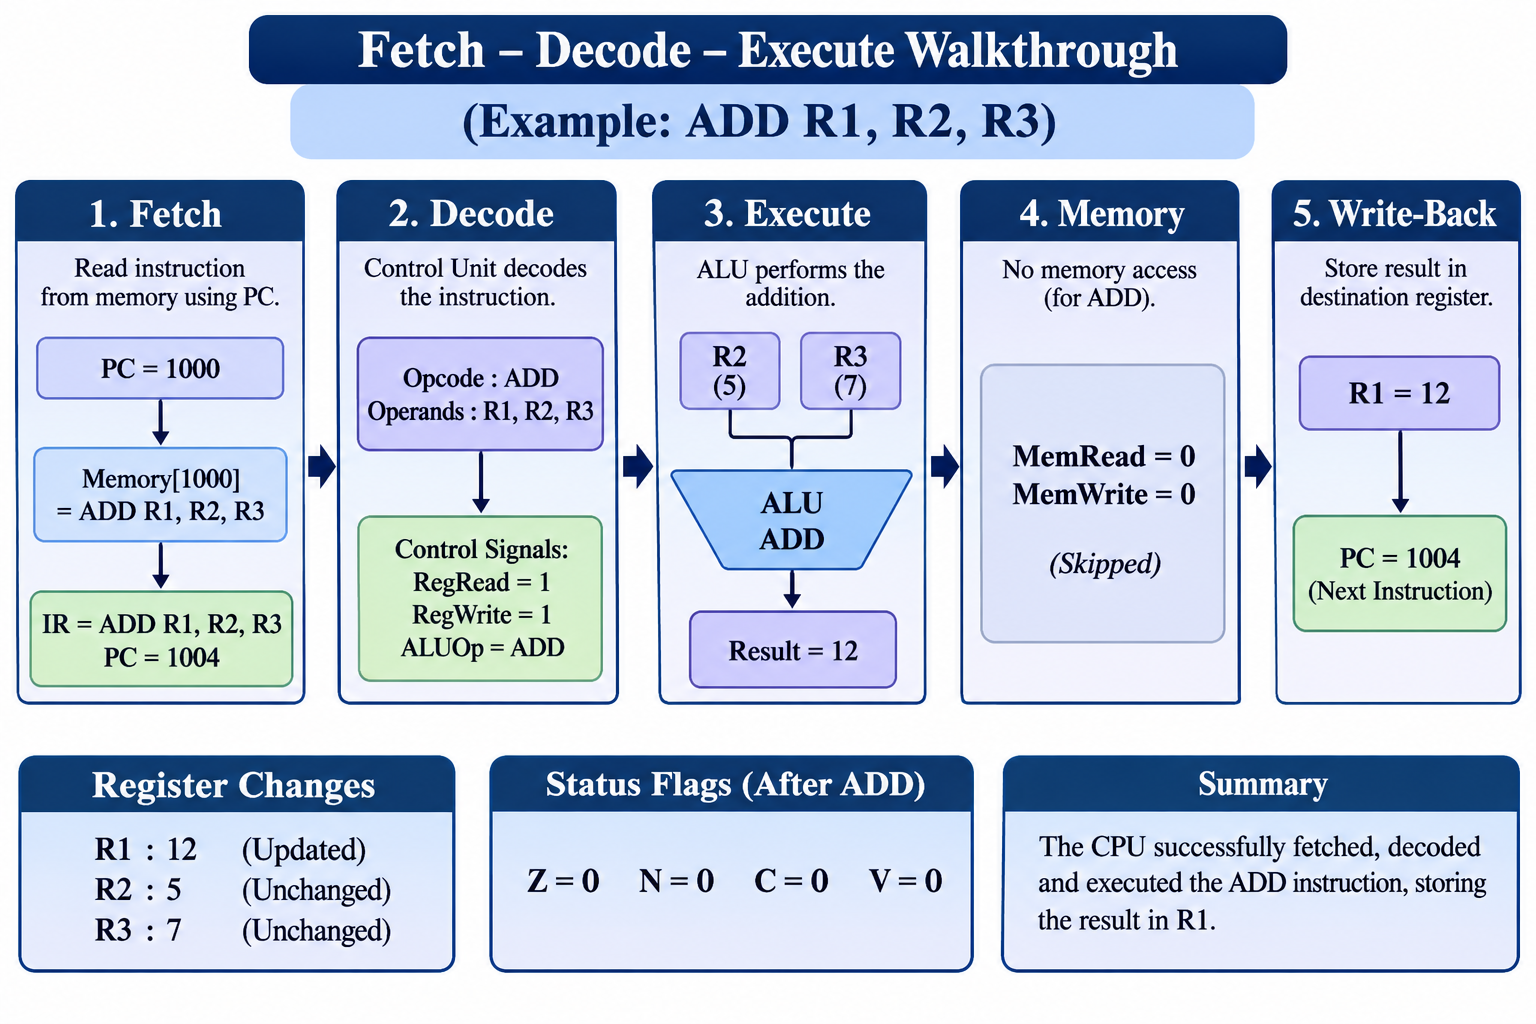 Fetch – Decode – Execute Walkthrough
(Example: ADD R1, R2, R3)
1. Fetch
Read instruction
from memory using PC.
PC = 1000
Memory[1000]
= ADD R1, R2, R3
IR = ADD R1, R2, R3
PC = 1004
2. Decode
Control Unit decodes
the instruction.
Opcode : ADD
Operands : R1, R2, R3
Control Signals:
RegRead = 1
RegWrite = 1
ALUOp = ADD
3. Execute
ALU performs the
addition.
R2
(5)
R3
(7)
ALU
ADD
Result = 12
4. Memory
No memory access
(for ADD).
MemRead = 0
MemWrite = 0
(Skipped)
5. Write-Back
Store result in
destination register.
R1 = 12
PC = 1004
(Next Instruction)
Register Changes
R1 : 12 (Updated)
R2 : 5 (Unchanged)
R3 : 7 (Unchanged)
Status Flags (After ADD)
Z = 0 N = 0 C = 0 V = 0
Summary
The CPU successfully fetched, decoded
and executed the ADD instruction, storing
the result in R1.